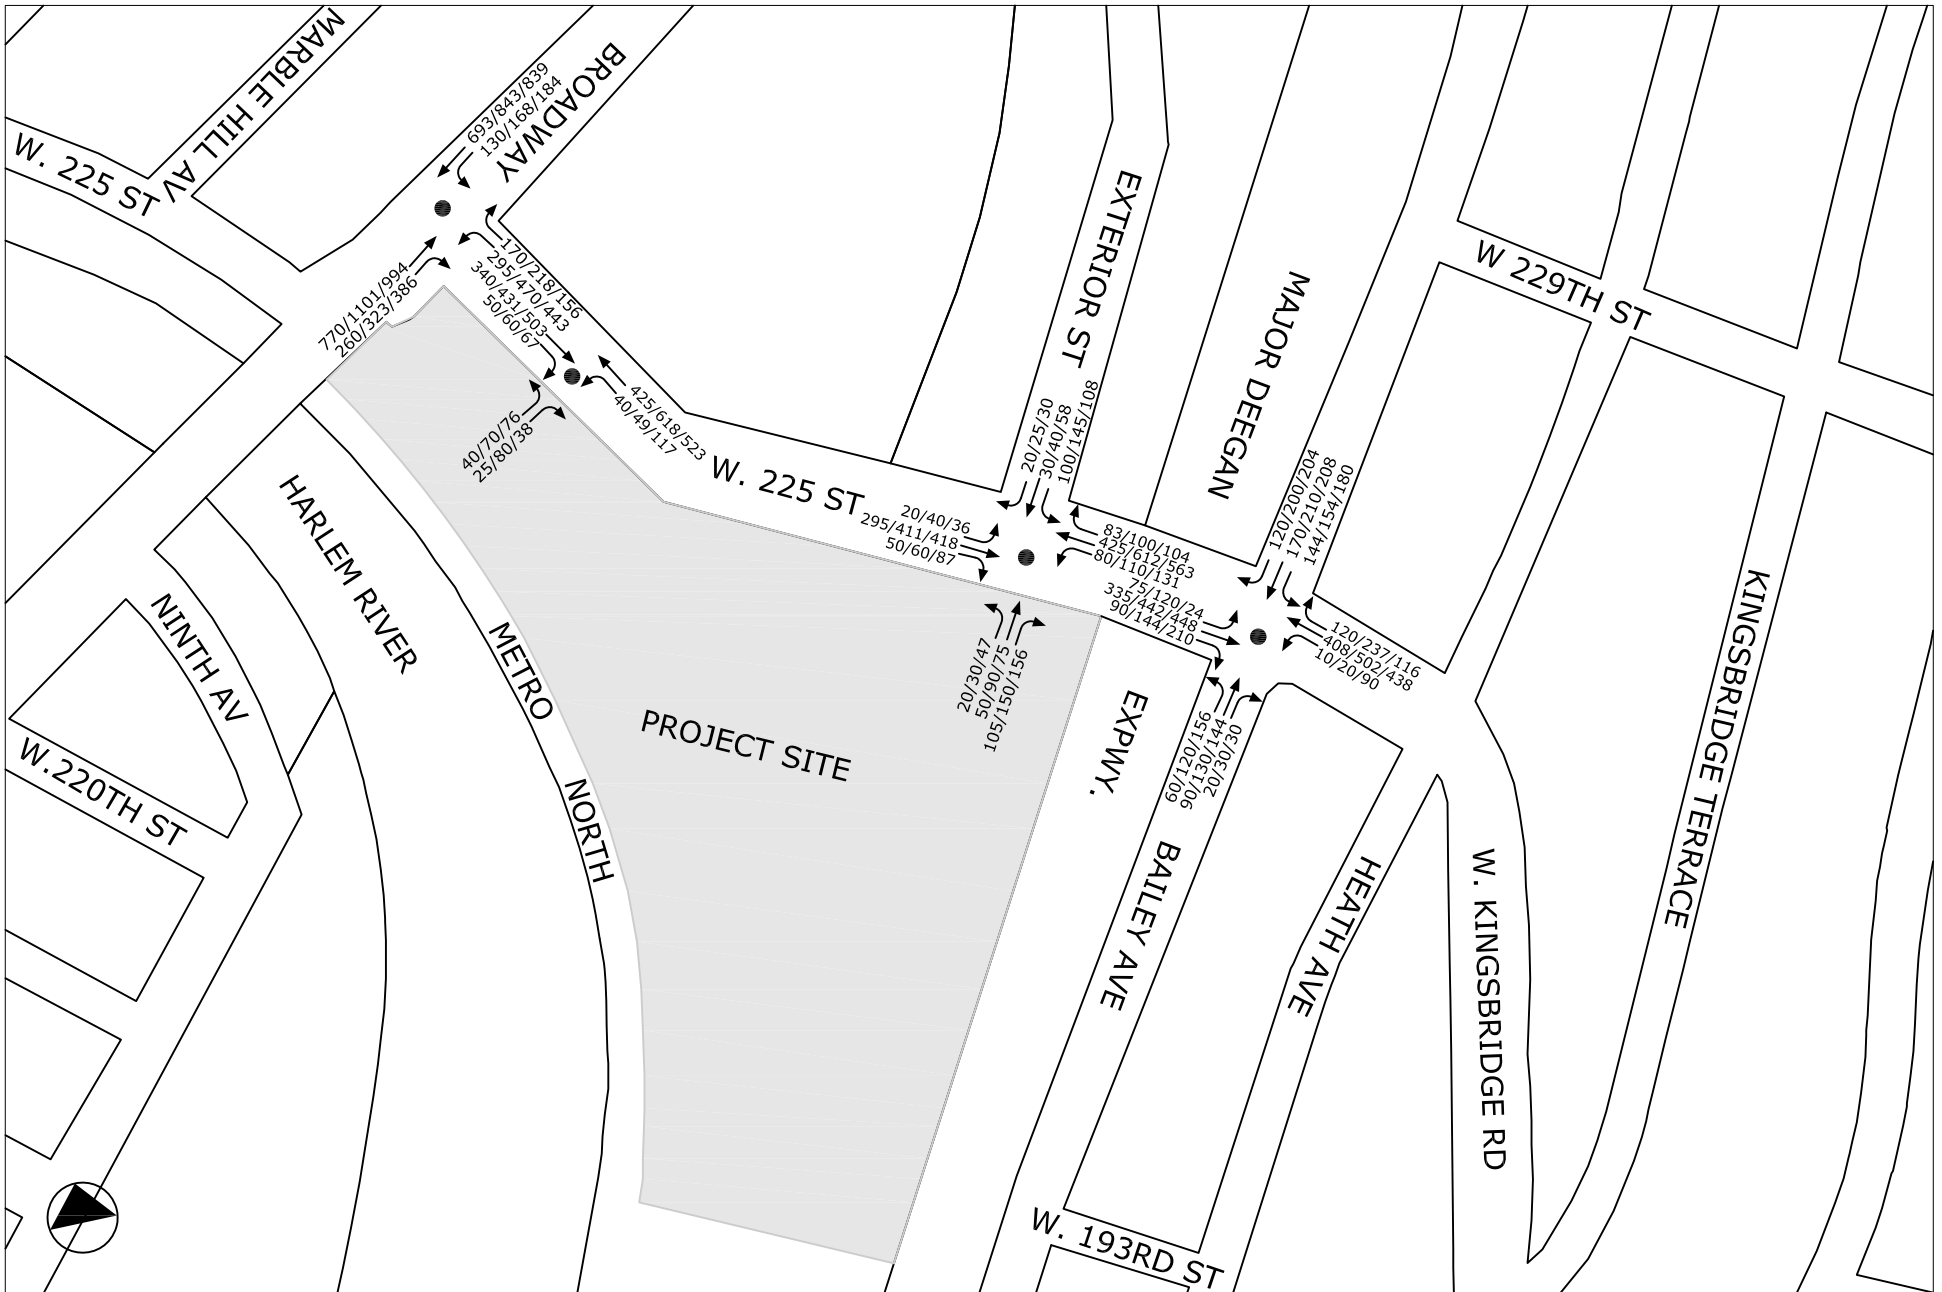 MARBLE HILL AV
BROADWAY
W. 225 ST
693/843/839
130/168/184
170/218/156
295/470/443
340/431/503
50/60/67
770/1101/994
260/323/386
40/70/76
25/80/38
425/618/523
40/49/117
W. 225 ST
EXTERIOR ST
MAJOR DEEGAN
W 229TH ST
20/25/30
30/40/58
100/145/108
20/40/36
295/411/418
50/60/87
83/100/104
425/612/563
80/110/131
75/120/24
335/442/448
90/144/210
120/200/204
170/210/208
144/154/180
120/237/116
408/502/438
10/20/90
20/30/47
50/90/75
105/150/156
60/120/156
90/130/144
20/30/30
HARLEM RIVER
NINTH AV
METRO NORTH
PROJECT SITE
EXPWY.
KINGSBRIDGE TERRACE
W.220TH ST
BAILEY AVE
HEATH AVE
W. KINGSBRIDGE RD
W. 193RD ST